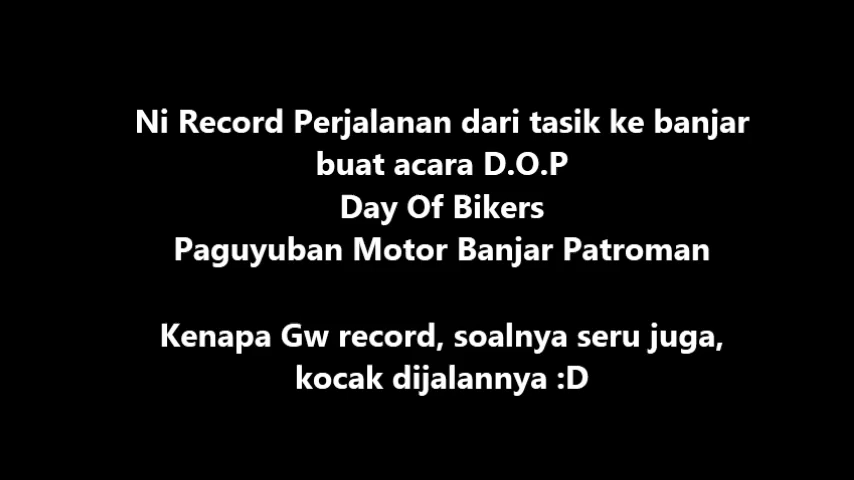 Ni Record Perjalanan dari tasik ke banjar
buat acara D.O.P
Day Of Bikers
Paguyuban Motor Banjar Patroman
Kenapa Gw record, soalnya seru juga,
kocak dijalannya :D